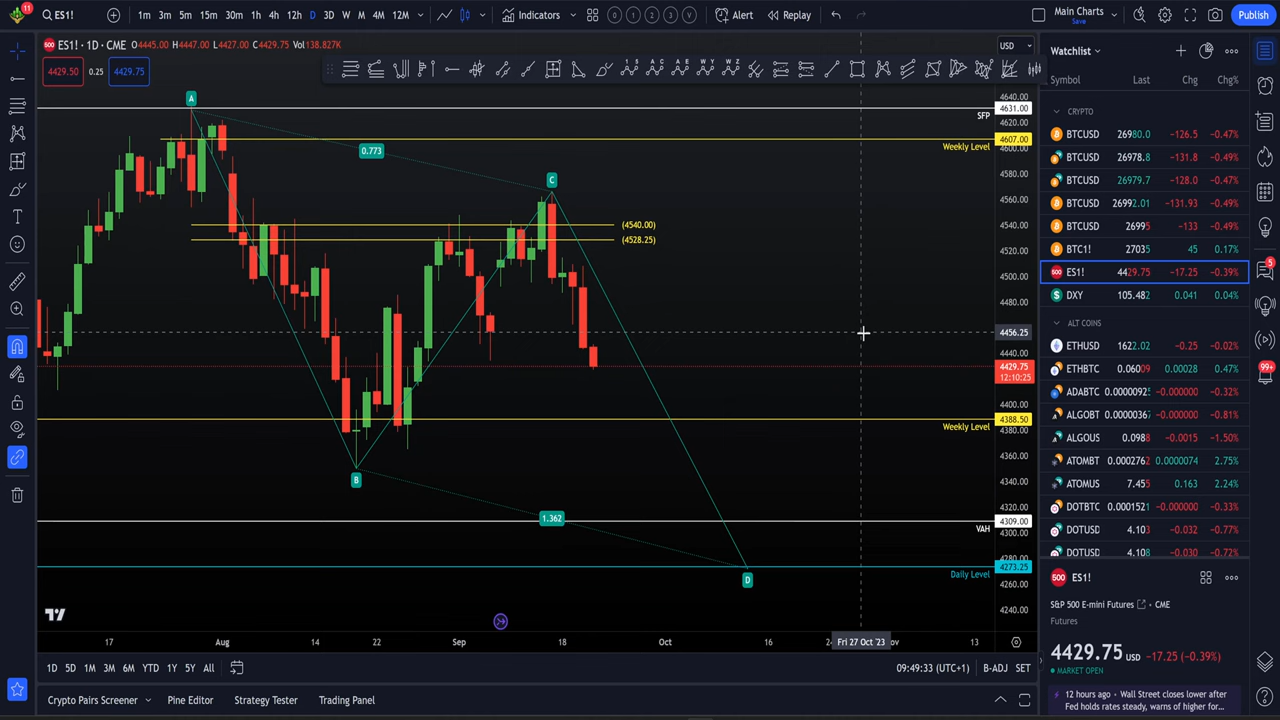 11
ES1!
1m 3m 5m 15m 30m 1h 4h 12h D 3D W M 4M 12M
Indicators
0 1 2 3 V
Alert
Replay
Main Charts
Save
Publish
500 ES1! · 1D · CME O4445.00 H4447.00 L4427.00 C4429.75 Vol138.827K
4429.50 0.25 4429.75
USD
Watchlist
Symbol Last Chg Chg%
CRYPTO
BTCUSD 26980.0 -126.5 -0.47%
BTCUSD 26978.8 -131.8 -0.49%
BTCUSD 26979.7 -128.0 -0.47%
BTCUSD 26992.01 -131.93 -0.49%
BTCUSD 26995 -133 -0.49%
BTC1! 27035 45 0.17%
500 ES1! 4429.75 -17.25 -0.39%
DXY 105.482 0.041 0.04%
ALT COINS
ETHUSD 1622.02 -0.25 -0.02%
ETHBTC 0.06009 0.00028 0.47%
ADABTC 0.00000925 -0.000000 -0.32%
ALGOBT 0.00000367 -0.000000 -0.81%
ALGOUS 0.0988 -0.0015 -1.50%
ATOMBT 0.0002762 0.0000074 2.75%
ATOMUS 7.455 0.163 2.24%
DOTBTC 0.0001521 -0.000000 -0.33%
DOTUSD 4.103 -0.032 -0.77%
DOTUSD 4.108 -0.030 -0.72%
5
99+
500 ES1!
S&P 500 E-mini Futures · CME
Futures
4429.75 USD -17.25 (-0.39%)
MARKET OPEN
12 hours ago · Wall Street closes lower after
Fed holds rates steady, warns of higher for...
A
0.773
C
(4540.00)
(4528.25)
B
1.362
D
4640.00
4631.00
SFP
4620.00
4607.00
Weekly Level
4600.00
4580.00
4560.00
4540.00
4520.00
4500.00
4480.00
4456.25
4440.00
4429.75
12:10:25
4400.00
4388.50
Weekly Level
4380.00
4360.00
4340.00
4320.00
4309.00
VAH
4300.00
4280.00
4273.25
Daily Level
4260.00
4240.00
17 Aug 14 22 Sep 18 Oct 16 Fri 27 Oct '23 13
1D 5D 1M 3M 6M YTD 1Y 5Y All
09:49:33 (UTC+1) B-ADJ SET
Crypto Pairs Screener Pine Editor Strategy Tester Trading Panel